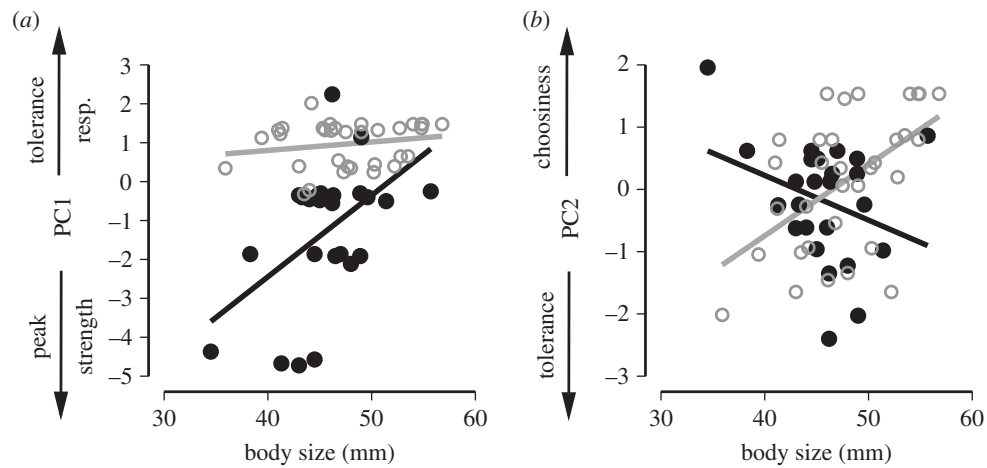 (a)
tolerance
resp.
PC1
peak
strength
3
2
1
0
–1
–2
–3
–4
–5
30
40
50
60
body size (mm)
(b)
choosiness
PC2
tolerance
2
1
0
–1
–2
–3
30
40
50
60
body size (mm)